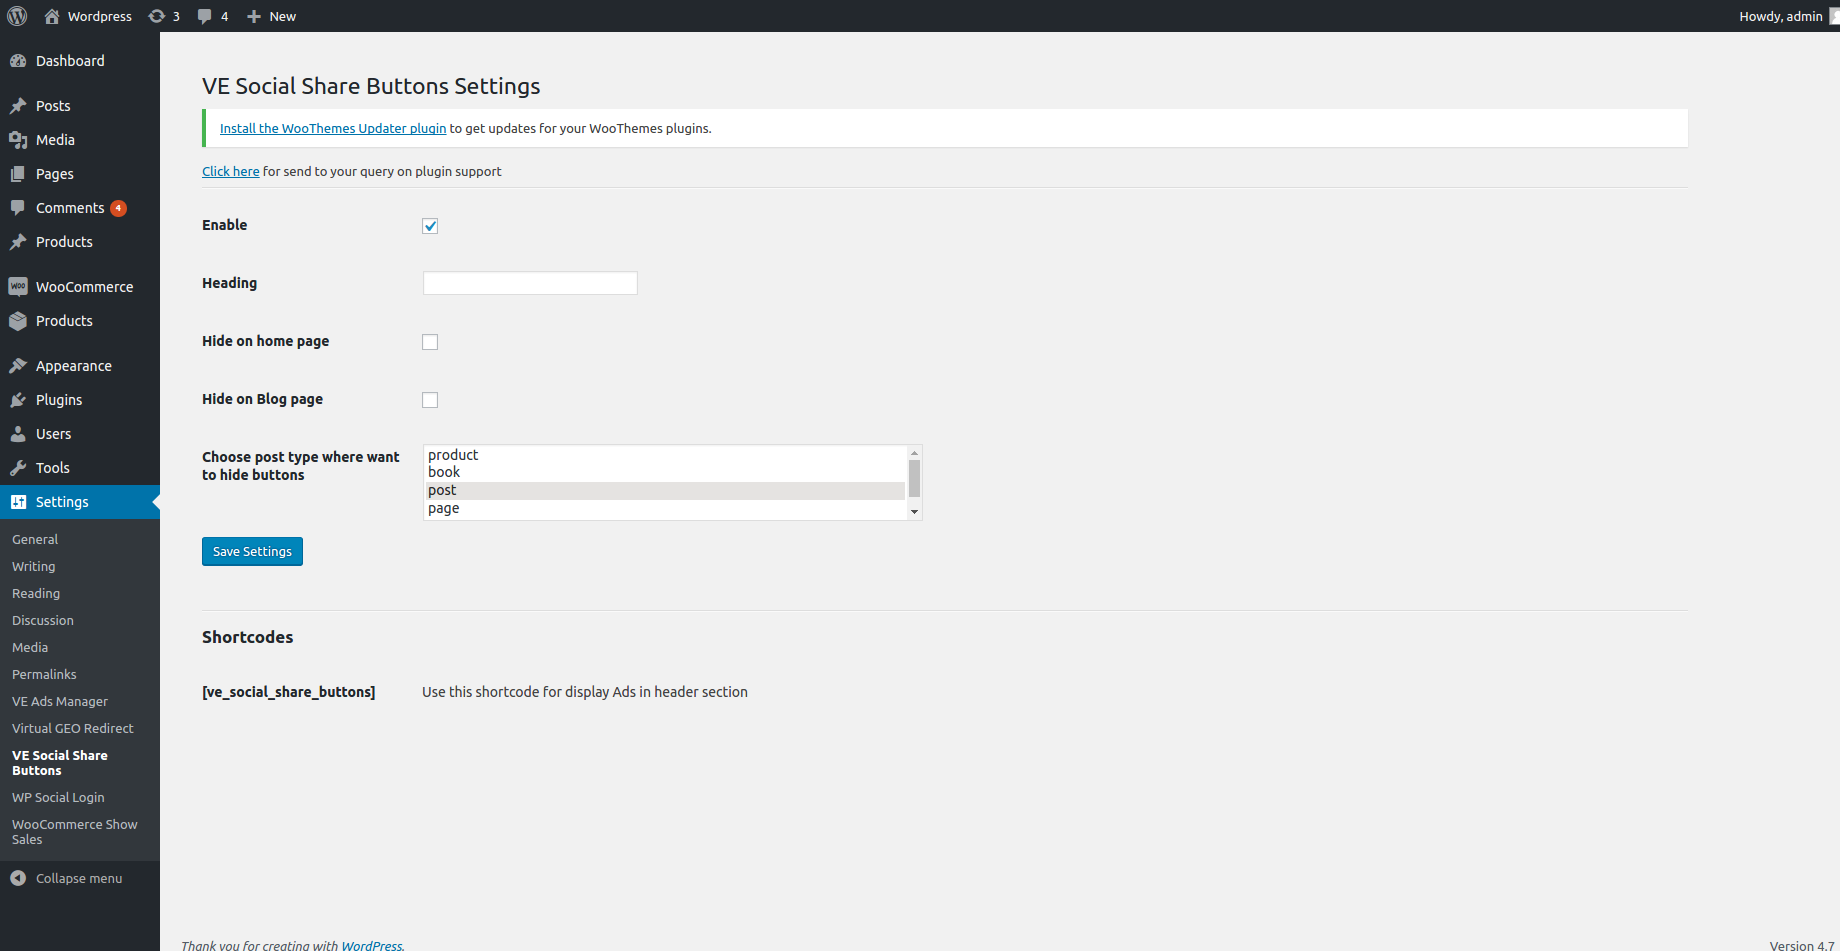 Wordpress 3 4 New Howdy, admin
Dashboard
Posts
Media
Pages
Comments 4
Products
WOO WooCommerce
Products
Appearance
Plugins
Users
Tools
Settings
General
Writing
Reading
Discussion
Media
Permalinks
VE Ads Manager
Virtual GEO Redirect
VE Social Share
Buttons
WP Social Login
WooCommerce Show
Sales
Collapse menu
VE Social Share Buttons Settings
Install the WooThemes Updater plugin to get updates for your WooThemes plugins.
Click here for send to your query on plugin support
Enable
Heading
Hide on home page
Hide on Blog page
Choose post type where want
to hide buttons
product
book
post
page
Save Settings
Shortcodes
[ve_social_share_buttons] Use this shortcode for display Ads in header section
Thank you for creating with WordPress.
Version 4.7